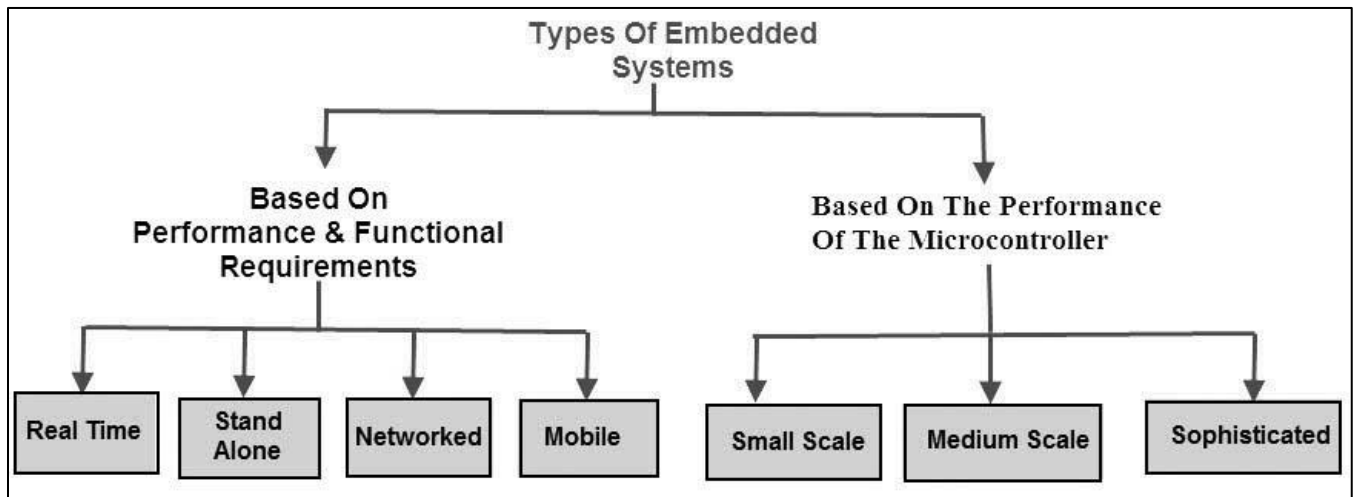 Types Of Embedded
Systems
Based On
Performance & Functional
Requirements
Based On The Performance
Of The Microcontroller
Real Time
Stand
Alone
Networked
Mobile
Small Scale
Medium Scale
Sophisticated